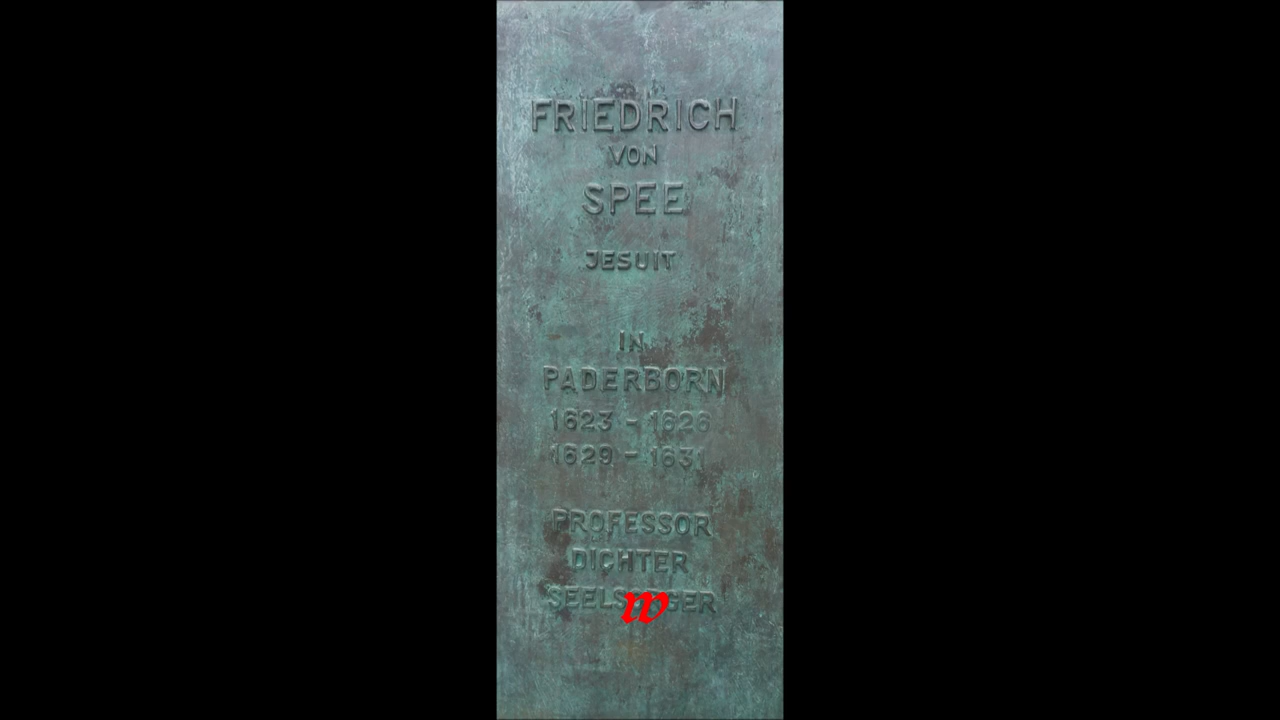 FRIEDRICH
VON
SPEE
JESUIT
IN
PADERBORN
1623 - 1626
1629 - 1631
PROFESSOR
DICHTER
SEELSORGER
w